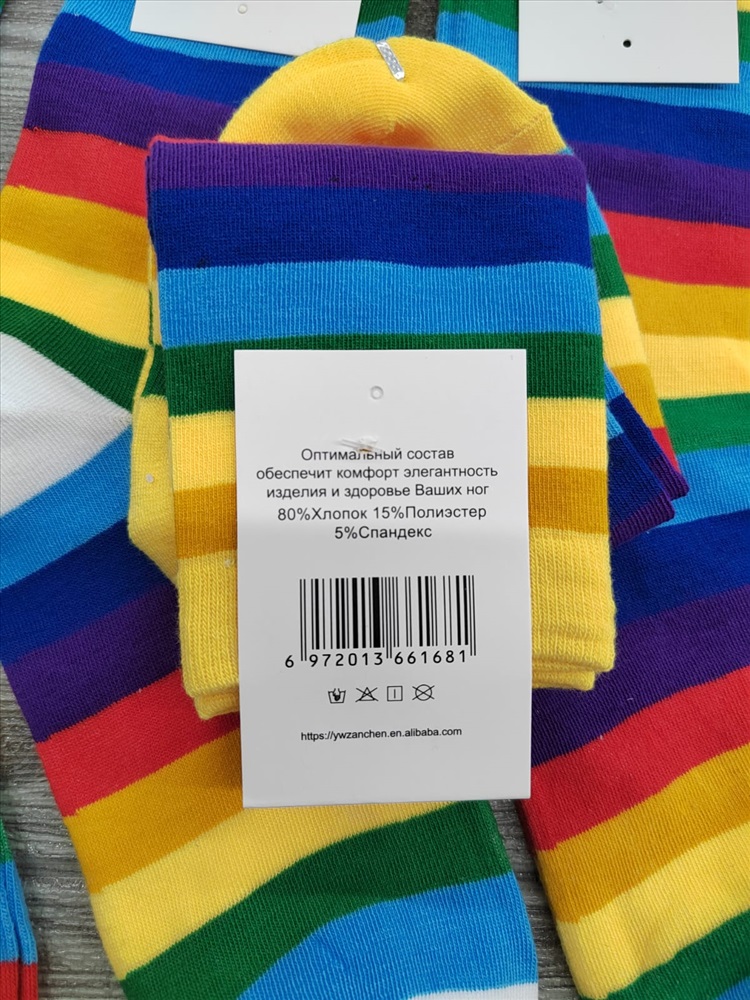 Оптимальный состав
обеспечит комфорт элегантность
изделия и здоровье Ваших ног
80%Хлопок 15%Полиэстер
5%Спандекс
6 972013 661681
https://ywzanchen.en.alibaba.com